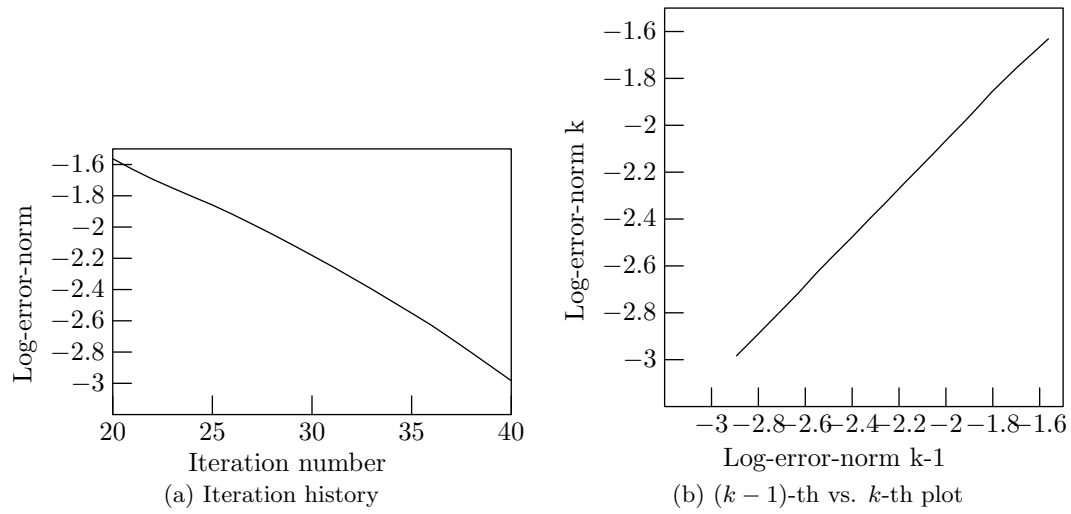 −1.6
−1.8
−2
−2.2
−2.4
−2.6
−2.8
−3
Log-error-norm
20 25 30 35 40
Iteration number
(a) Iteration history
−1.6
−1.8
−2
−2.2
−2.4
−2.6
−2.8
−3
Log-error-norm k
−3 −2.8 −2.6 −2.4 −2.2 −2 −1.8 −1.6
Log-error-norm k-1
(b) (k − 1)-th vs. k-th plot